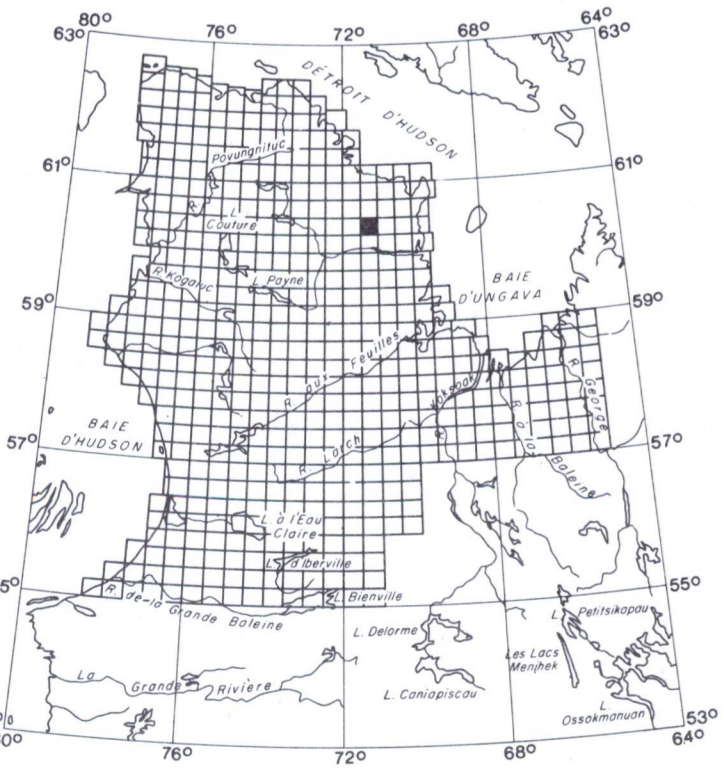 80° 76° 72° 68° 64°
63° 63°
DÉTROIT D'HUDSON
61° 61°
R. Povungnituc
L. Couture
R. Kogaluc
L. Payne
BAIE
D'UNGAVA
59° 59°
R. aux Feuilles
Koksoak
R.
R. George
R. à la Baleine
BAIE
D'HUDSON
57° 57°
R. Larch
L. à l'Eau
Claire
L. d'Iberville
5° 55°
R. de-la Grande Baleine
L. Bienville
L. Delorme
L. Petitsikapau
Les Lacs
Menihek
La Grande Rivière
L. Caniapiscau
L.
Ossokmanuan
53°
0° 76° 72° 68° 64°